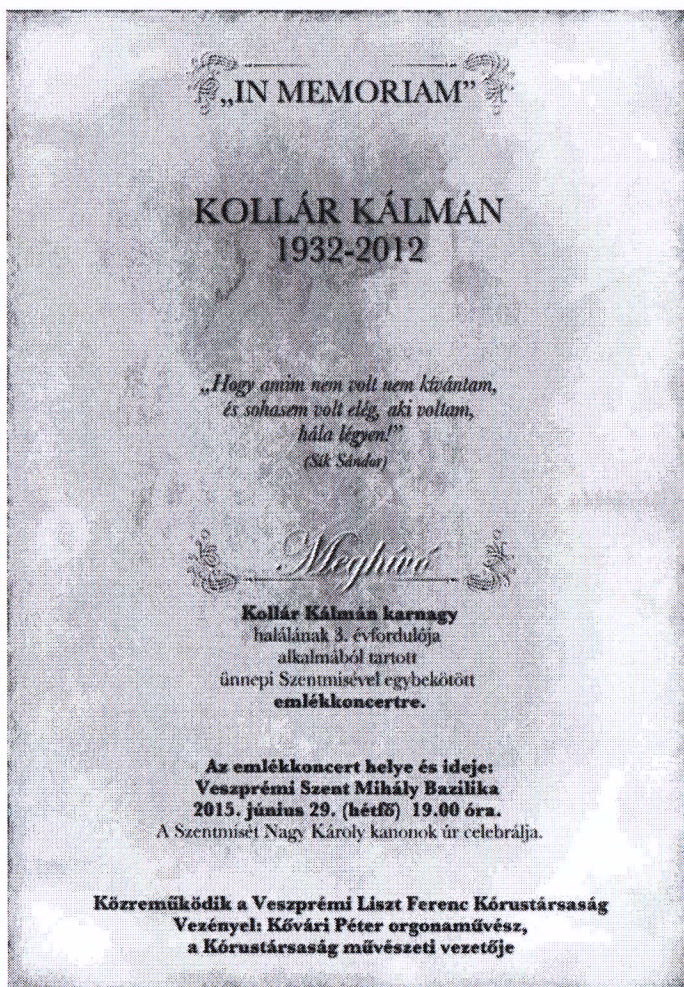 „IN MEMORIAM”
KOLLÁR KÁLMÁN
1932-2012
„Hogy amim nem volt nem kívántam,
és sohasem volt elég, aki voltam,
hála légyen!”
(Sík Sándor)
Meghívó
Kollár Kálmán karnagy
halálának 3. évfordulója
alkalmából tartott
ünnepi Szentmisével egybekötött
emlékkoncertre.
Az emlékkoncert helye és ideje:
Veszprémi Szent Mihály Bazilika
2015. június 29. (hétfő) 19.00 óra.
A Szentmisét Nagy Károly kanonok úr celebrálja.
Közreműködik a Veszprémi Liszt Ferenc Kórustársaság
Vezényel: Kővári Péter orgonaművész,
a Kórustársaság művészeti vezetője